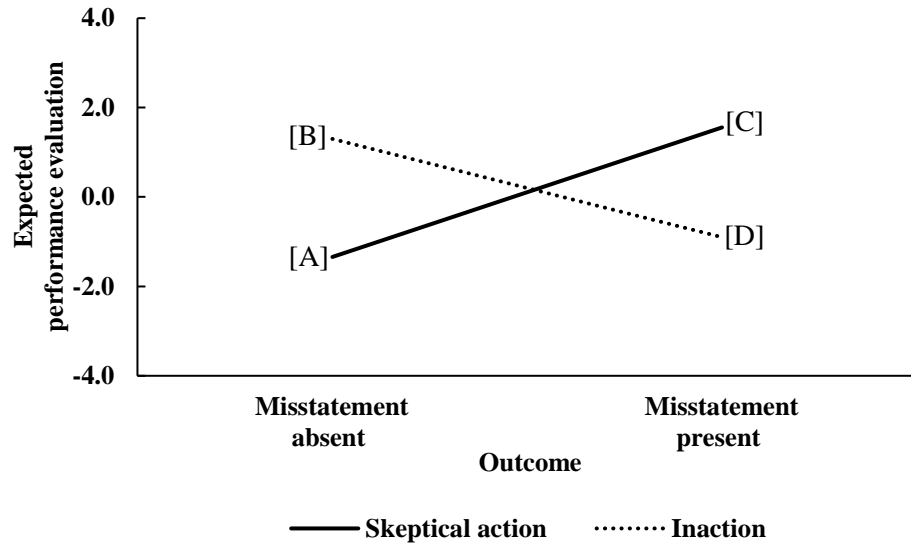 4.0
2.0
0.0
-2.0
-4.0
Expected
performance evaluation
[B]
[A]
[C]
[D]
Misstatement
absent
Misstatement
present
Outcome
Skeptical action
Inaction